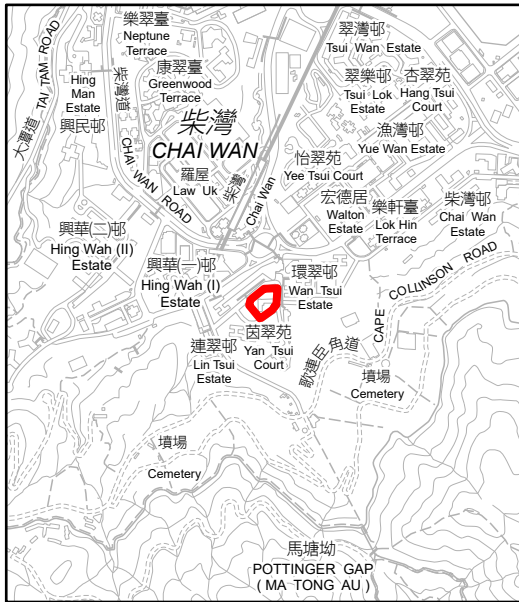 樂翠臺
Neptune
Terrace
翠灣邨
Tsui Wan Estate
大潭道 TAI TAM ROAD
Hing
Man
Estate
興民邨
柴灣道
CHAI WAN ROAD
康翠臺
Greenwood
Terrace
翠樂邨
Tsui Lok
Estate
杏翠苑
Hang Tsui
Court
柴灣
CHAI WAN
漁灣邨
Yue Wan Estate
怡翠苑
Yee Tsui Court
羅屋
Law Uk
柴灣
Chai Wan
宏德居
Walton
Estate
樂軒臺
Lok Hin
Terrace
柴灣邨
Chai Wan
Estate
興華(二)邨
Hing Wah (II)
Estate
興華(一)邨
Hing Wah (I)
Estate
環翠邨
Wan Tsui
Estate
歌連臣角道
CAPE COLLINSON ROAD
連翠邨
Lin Tsui
Estate
茵翠苑
Yan Tsui
Court
墳場
Cemetery
墳場
Cemetery
馬塘坳
POTTINGER GAP
( MA TONG AU )